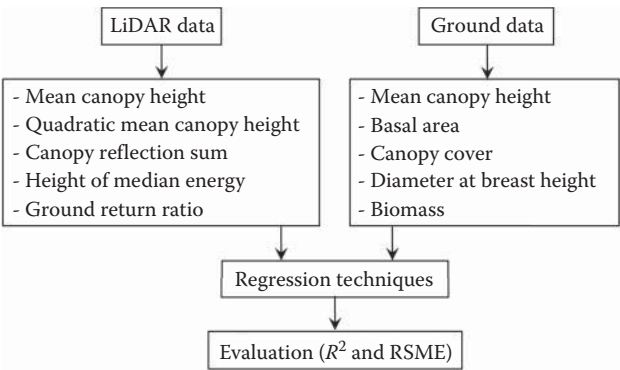 LiDAR data
Ground data
- Mean canopy height
- Quadratic mean canopy height
- Canopy reflection sum
- Height of median energy
- Ground return ratio
- Mean canopy height
- Basal area
- Canopy cover
- Diameter at breast height
- Biomass
Regression techniques
Evaluation (R² and RSME)